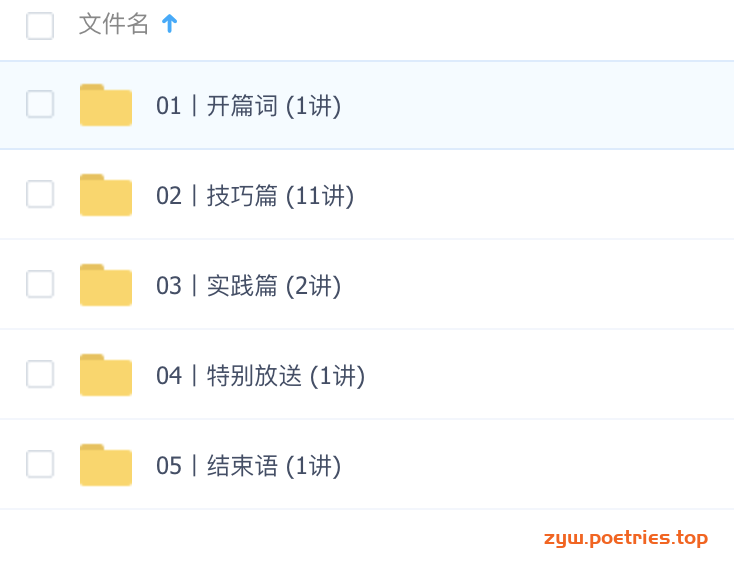 文件名
01丨开篇词 (1讲)
02丨技巧篇 (11讲)
03丨实践篇 (2讲)
04丨特别放送 (1讲)
05丨结束语 (1讲)
zyw.poetries.top